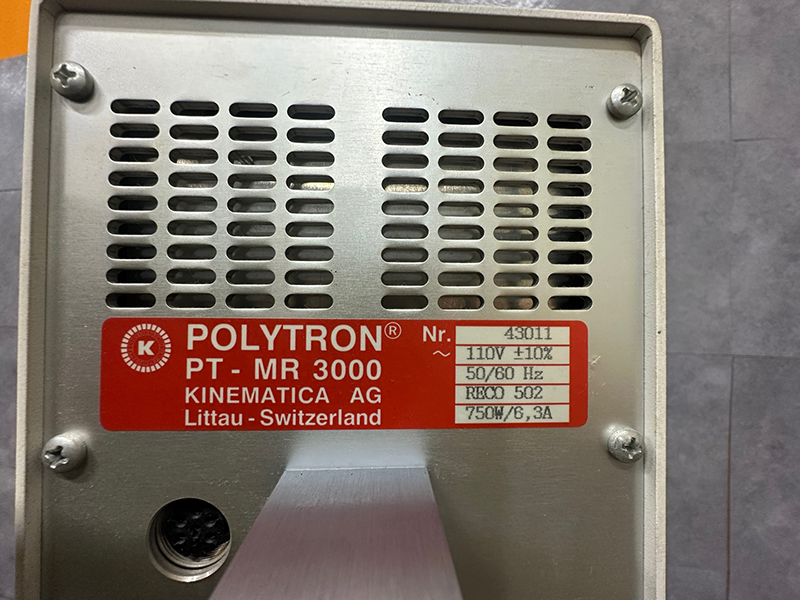 K
POLYTRON®
PT - MR 3000
KINEMATICA AG
Littau - Switzerland
Nr. 43011
~ 110V ±10%
50/60 Hz
RECO 502
750W/6,3A